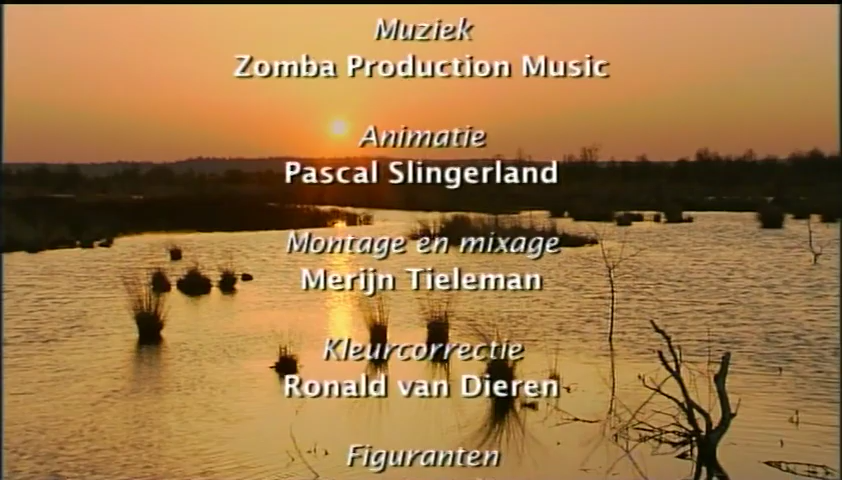 Muziek
Zomba Production Music
Animatie
Pascal Slingerland
Montage en mixage
Merijn Tieleman
Kleurcorrectie
Ronald van Dieren
Figuranten